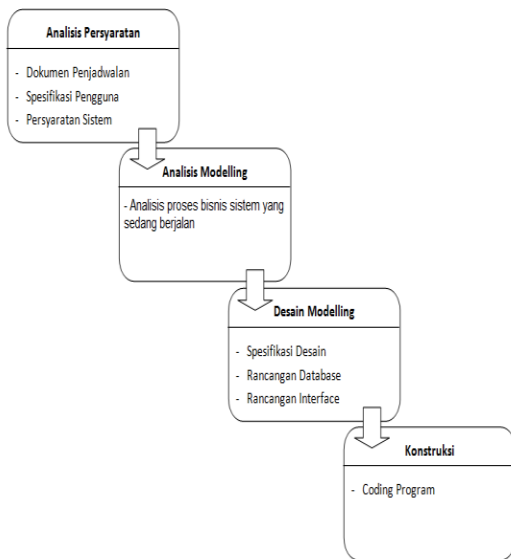 Analisis Persyaratan
- Dokumen Penjadwalan
- Spesifikasi Pengguna
- Persyaratan Sistem
Analisis Modelling
- Analisis proses bisnis sistem yang
sedang berjalan
Desain Modelling
- Spesifikasi Desain
- Rancangan Database
- Rancangan Interface
Konstruksi
- Coding Program